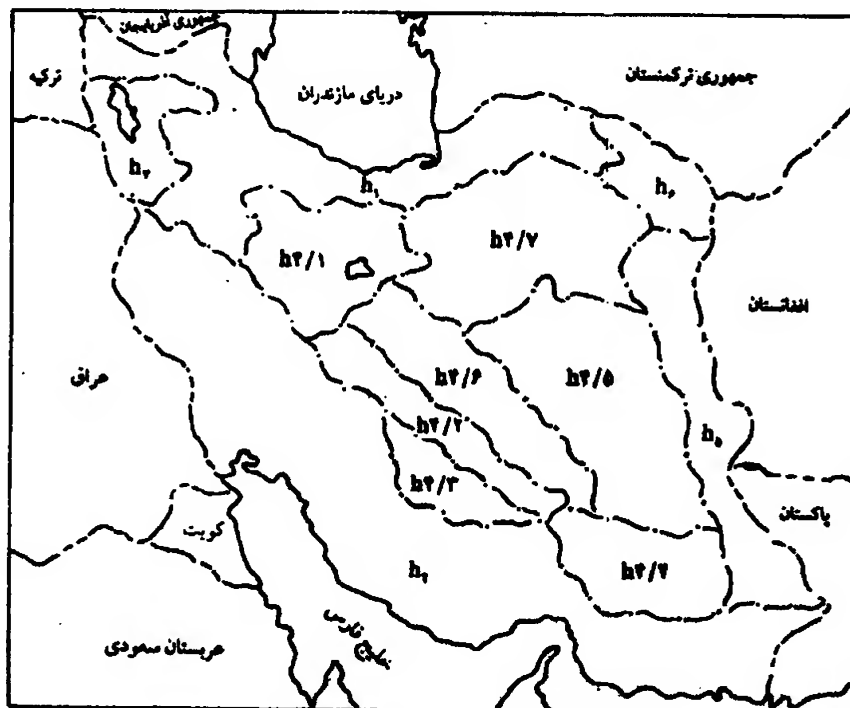 جمهوری آذربایجان
ترکیه
دریای مازندران
جمهوری ترکمنستان
h۳
h۱
h۶
h۴/۱
h۴/۷
افغانستان
عراق
h۴/۶
h۴/۵
h۴/۲
h۵
h۴/۳
پاکستان
کویت
h۲
h۴/۴
خلیج فارس
عربستان سعودی